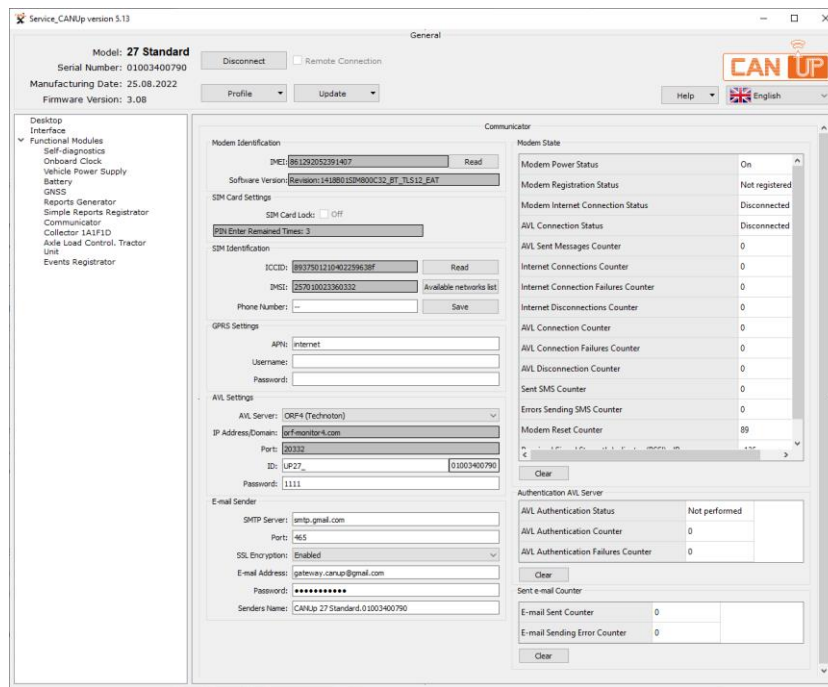 Service_CANUp version 5.13
General
Model: 27 Standard
Serial Number: 01003400790
Manufacturing Date: 25.08.2022
Firmware Version: 3.08
Disconnect
Remote Connection
Profile
Update
CAN UP
Help
English
Desktop
Interface
Functional Modules
Self-diagnostics
Onboard Clock
Vehicle Power Supply
Battery
GNSS
Reports Generator
Simple Reports Registrator
Communicator
Collector 1A1F1D
Axle Load Control. Tractor
Unit
Events Registrator
Communicator
Modem Identification
IMEI: 861292052391407 Read
Software Version: Revision:1418B01SIM800C32_BT_TLS12_EAT
SIM Card Settings
SIM Card Lock: Off
PIN Enter Remained Times: 3
SIM Identification
ICCID: 8937501210402259638f Read
IMSI: 257010023360332 Available networks list
Phone Number: -- Save
GPRS Settings
APN: internet
Username:
Password:
AVL Settings
AVL Server: ORF4 (Technoton)
IP Address/Domain: orf-monitor4.com
Port: 20332
ID: UP27_ 01003400790
Password: 1111
E-mail Sender
SMTP Server: smtp.gmail.com
Port: 465
SSL Encryption: Enabled
E-mail Address: gateway.canup@gmail.com
Password: •••••••••••
Senders Name: CANUp 27 Standard.01003400790
Modem State
Modem Power Status On
Modem Registration Status Not registered
Modem Internet Connection Status Disconnected
AVL Connection Status Disconnected
AVL Sent Messages Counter 0
Internet Connections Counter 0
Internet Connection Failures Counter 0
Internet Disconnections Counter 0
AVL Connection Counter 0
AVL Connection Failures Counter 0
AVL Disconnection Counter 0
Sent SMS Counter 0
Errors Sending SMS Counter 0
Modem Reset Counter 89
Clear
Authentication AVL Server
AVL Authentication Status Not performed
AVL Authentication Counter 0
AVL Authentication Failures Counter 0
Clear
Sent e-mail Counter
E-mail Sent Counter 0
E-mail Sending Error Counter 0
Clear